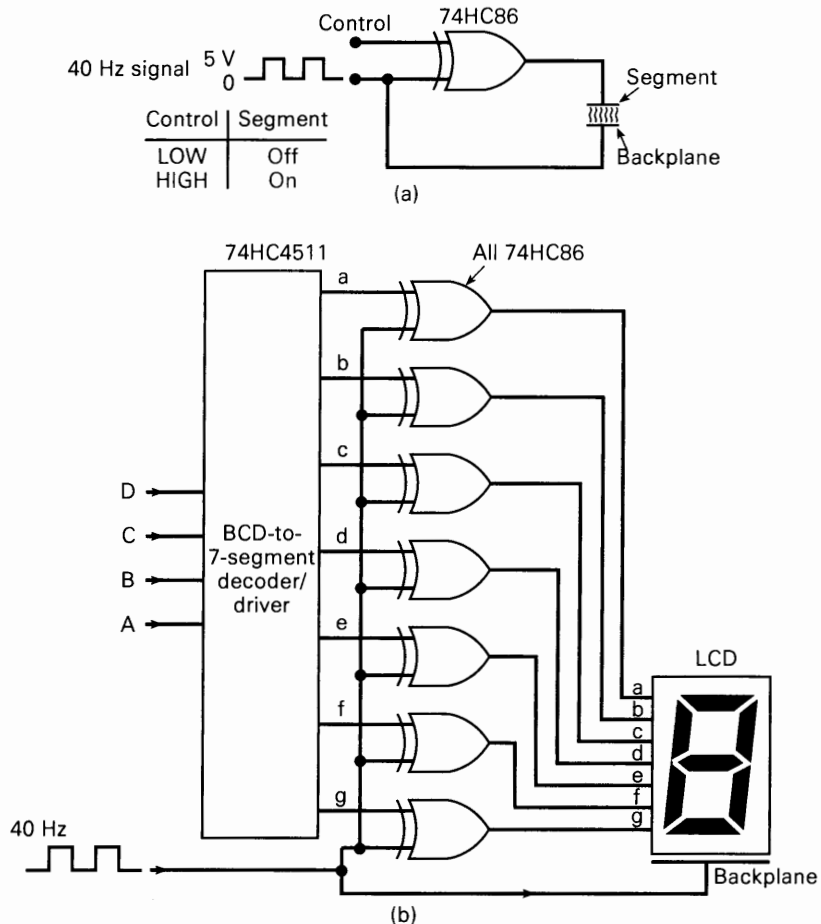 74HC86
Control
40 Hz signal
5 V
0
Segment
Backplane
Control Segment
LOW Off
HIGH On
(a)
74HC4511
All 74HC86
a
b
c
d
e
f
g
D
C
B
A
BCD-to-
7-segment
decoder/
driver
LCD
a
b
c
d
e
f
g
40 Hz
Backplane
(b)